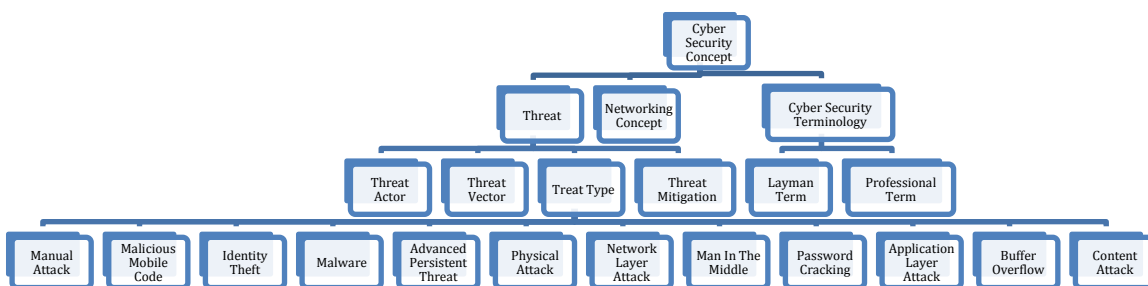 Cyber
Security
Concept
Threat
Networking
Concept
Cyber Security
Terminology
Threat
Actor
Threat
Vector
Treat Type
Threat
Mitigation
Layman
Term
Professional
Term
Manual
Attack
Malicious
Mobile
Code
Identity
Theft
Malware
Advanced
Persistent
Threat
Physical
Attack
Network
Layer
Attack
Man In The
Middle
Password
Cracking
Application
Layer
Attack
Buffer
Overflow
Content
Attack